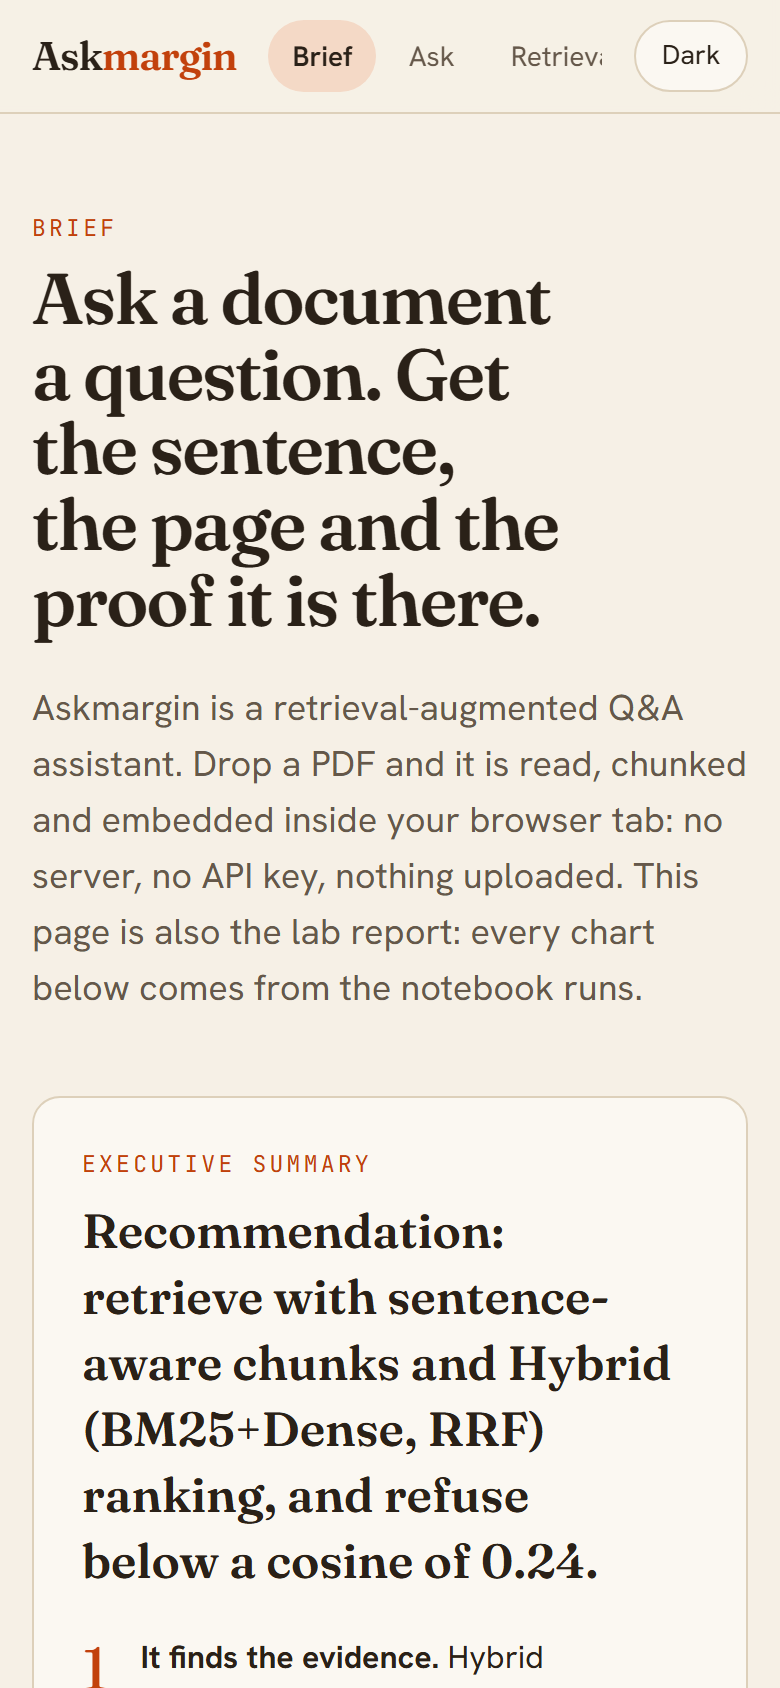 Askmargin
Brief
Ask
Dark
BRIEF
Ask a document
a question. Get
the sentence,
the page and the
proof it is there.
Askmargin is a retrieval-augmented Q&A
assistant. Drop a PDF and it is read, chunked
and embedded inside your browser tab: no
server, no API key, nothing uploaded. This
page is also the lab report: every chart
below comes from the notebook runs.
EXECUTIVE SUMMARY
Recommendation:
retrieve with sentence-
aware chunks and Hybrid
(BM25+Dense, RRF)
ranking, and refuse
below a cosine of 0.24.
1 It finds the evidence. Hybrid